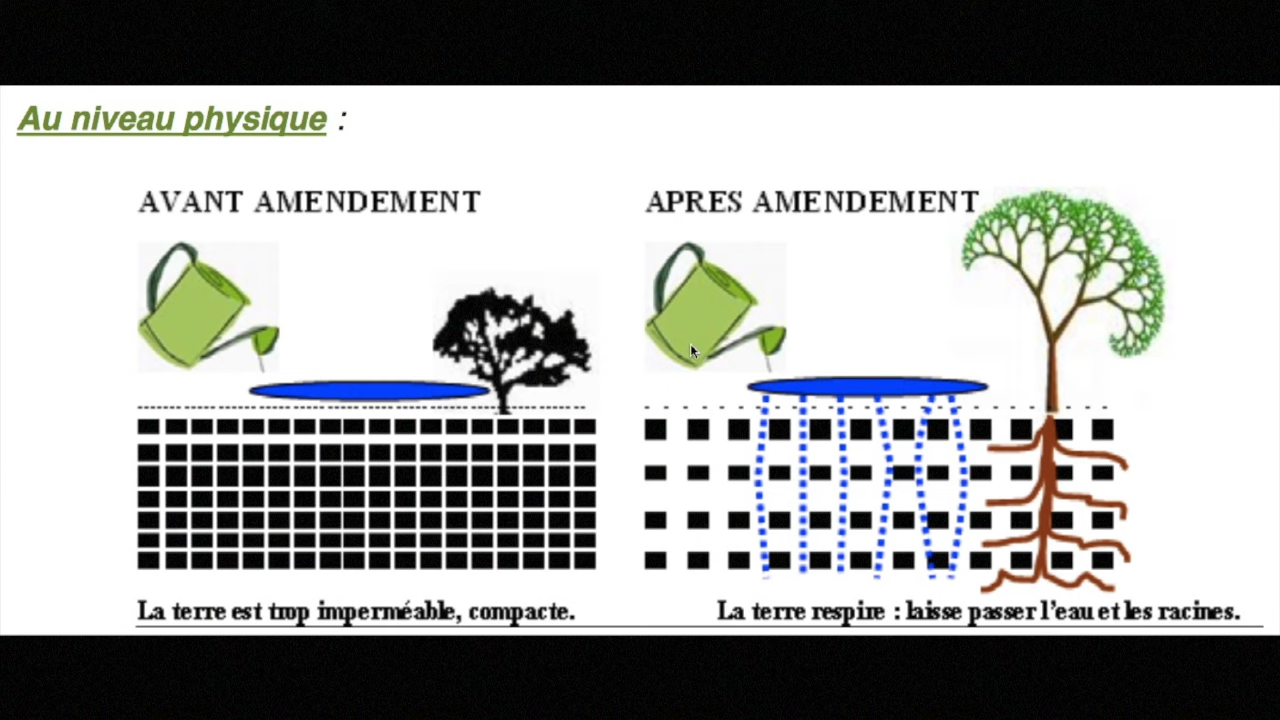 Au niveau physique :
AVANT AMENDEMENT
APRES AMENDEMENT
La terre est trop imperméable, compacte.
La terre respire : laisse passer l'eau et les racines.